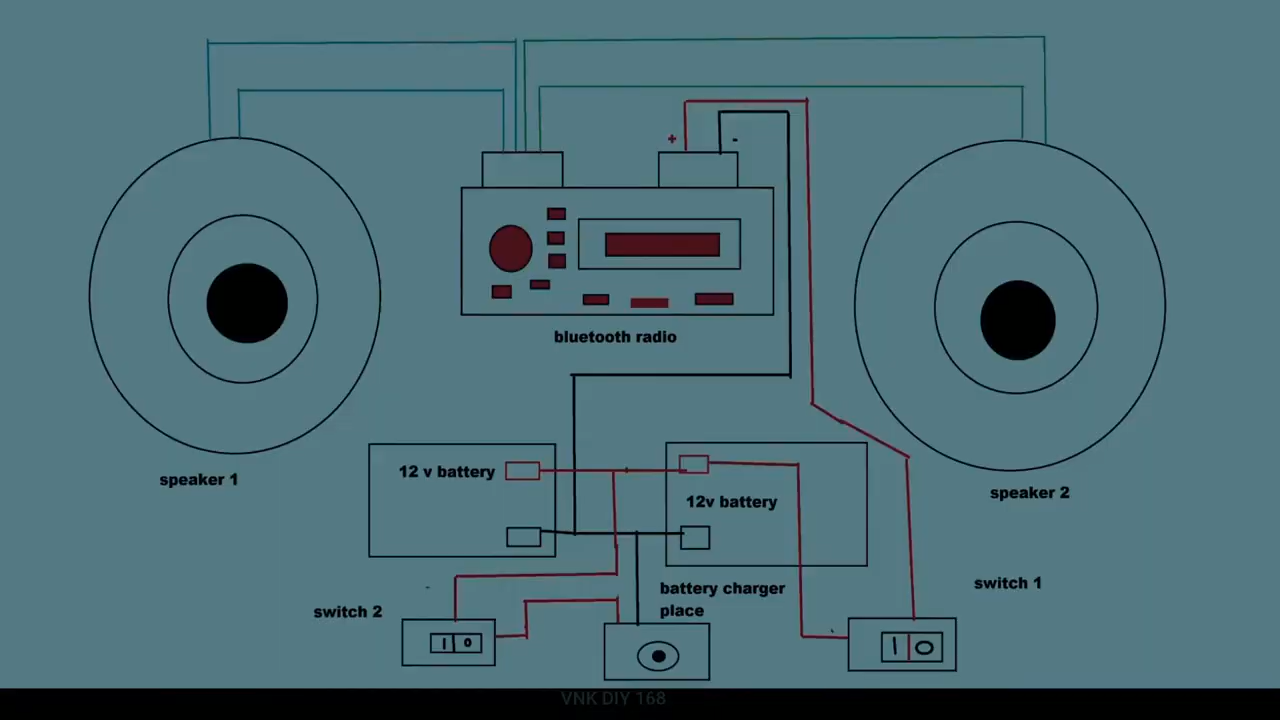 + -
bluetooth radio
speaker 1
speaker 2
12 v battery
12v battery
battery charger
place
switch 1
switch 2
I O
I O
VNK DIY 168